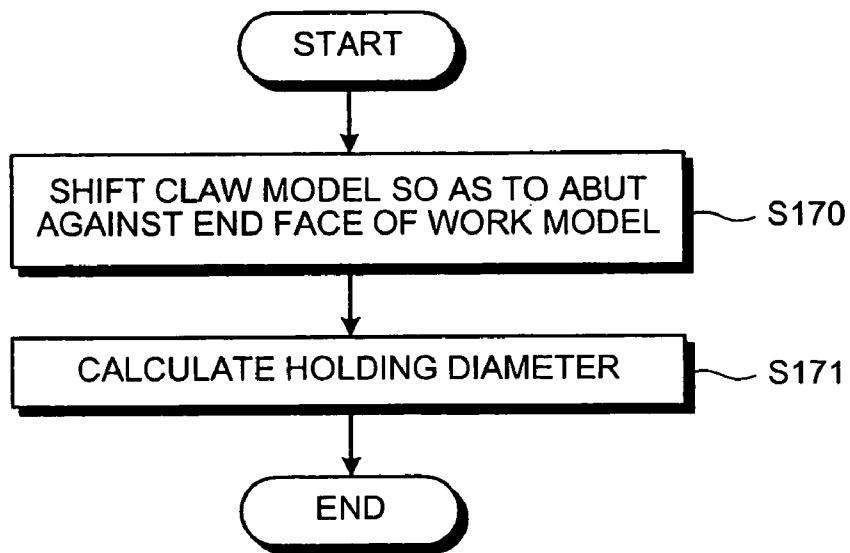 START
SHIFT CLAW MODEL SO AS TO ABUT
AGAINST END FACE OF WORK MODEL
S170
CALCULATE HOLDING DIAMETER
S171
END